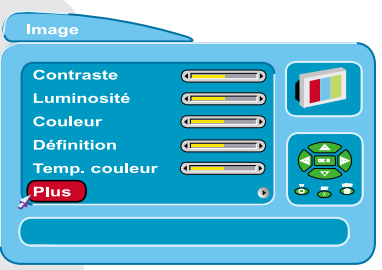 Image
Contraste
Luminosité
Couleur
Définition
Temp. couleur
Plus